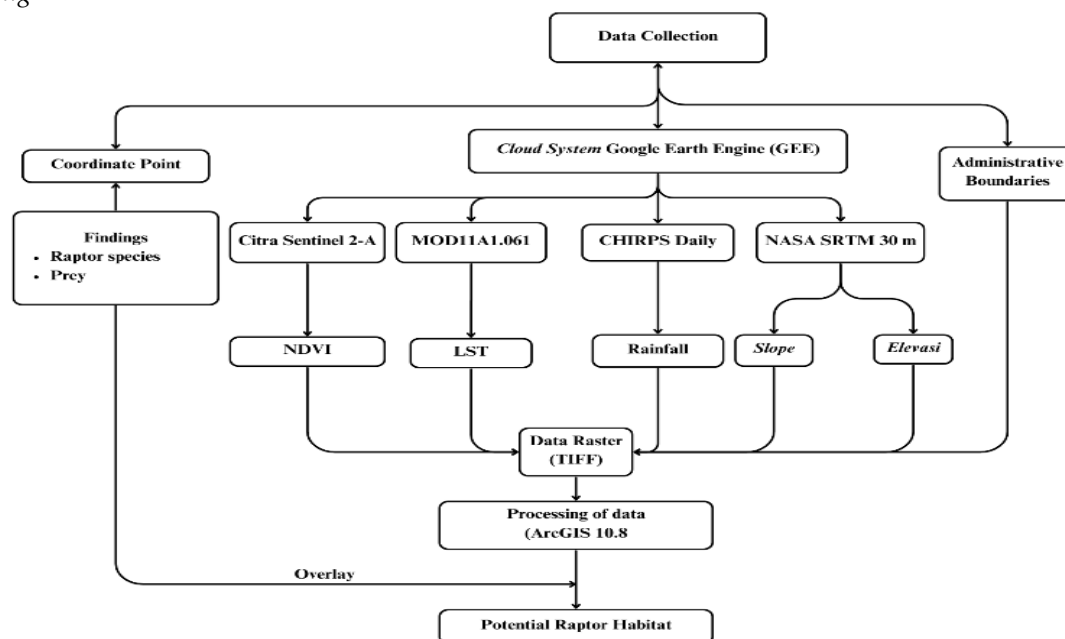 Data Collection
Coordinate Point
Cloud System Google Earth Engine (GEE)
Administrative
Boundaries
Findings
• Raptor species
• Prey
Citra Sentinel 2-A
MOD11A1.061
CHIRPS Daily
NASA SRTM 30 m
NDVI
LST
Rainfall
Slope
Elevasi
Data Raster
(TIFF)
Processing of data
(ArcGIS 10.8
Overlay
Potential Raptor Habitat